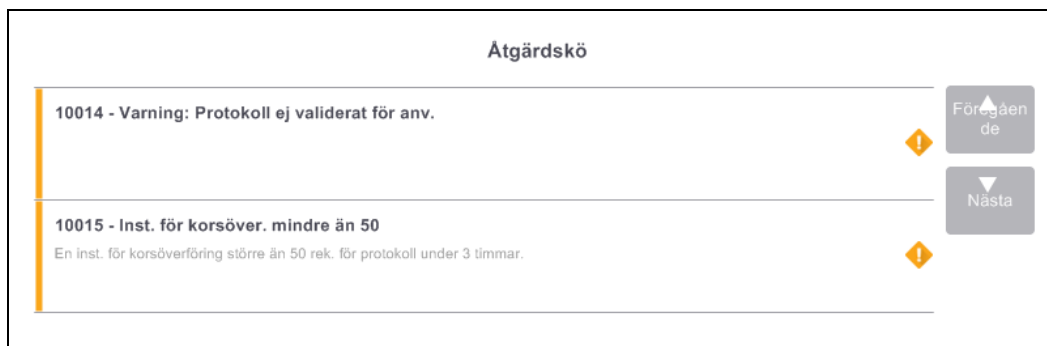 Åtgärdskö
10014 - Varning: Protokoll ej validerat för anv.
Föregåen
de
10015 - Inst. för korsöver. mindre än 50
En inst. för korsöverföring större än 50 rek. för protokoll under 3 timmar.
Nästa